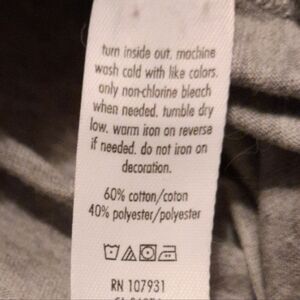 turn inside out. machine
wash cold with like colors.
only non-chlorine bleach
when needed. tumble dry
low. warm iron on reverse
if needed. do not iron on
decoration.
60% cotton/coton
40% polyester/polyester
RN 107931